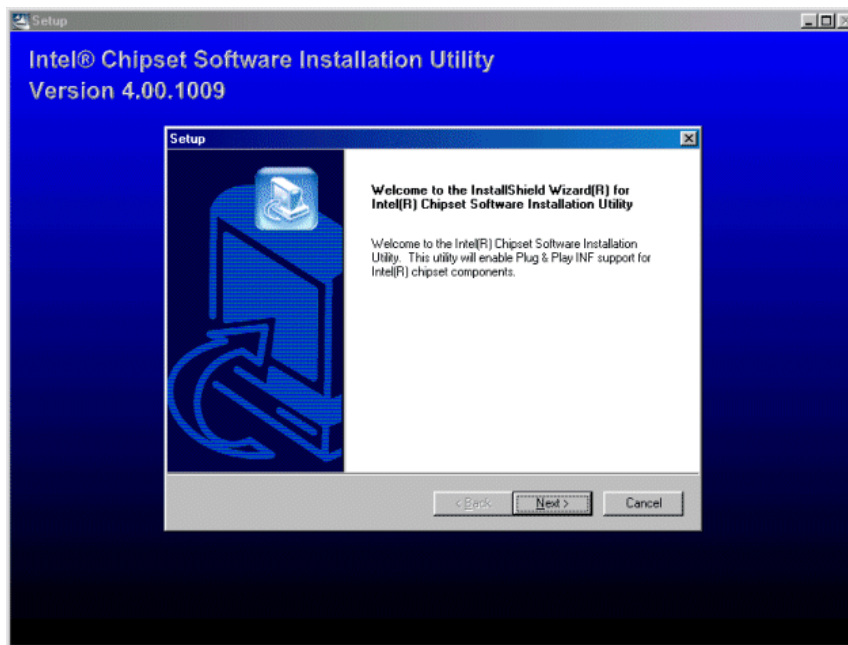 Setup
Intel® Chipset Software Installation Utility
Version 4.00.1009
Setup
Welcome to the InstallShield Wizard(R) for
Intel(R) Chipset Software Installation Utility
Welcome to the Intel(R) Chipset Software Installation
Utility. This utility will enable Plug & Play INF support for
Intel(R) chipset components.
< Back
Next >
Cancel